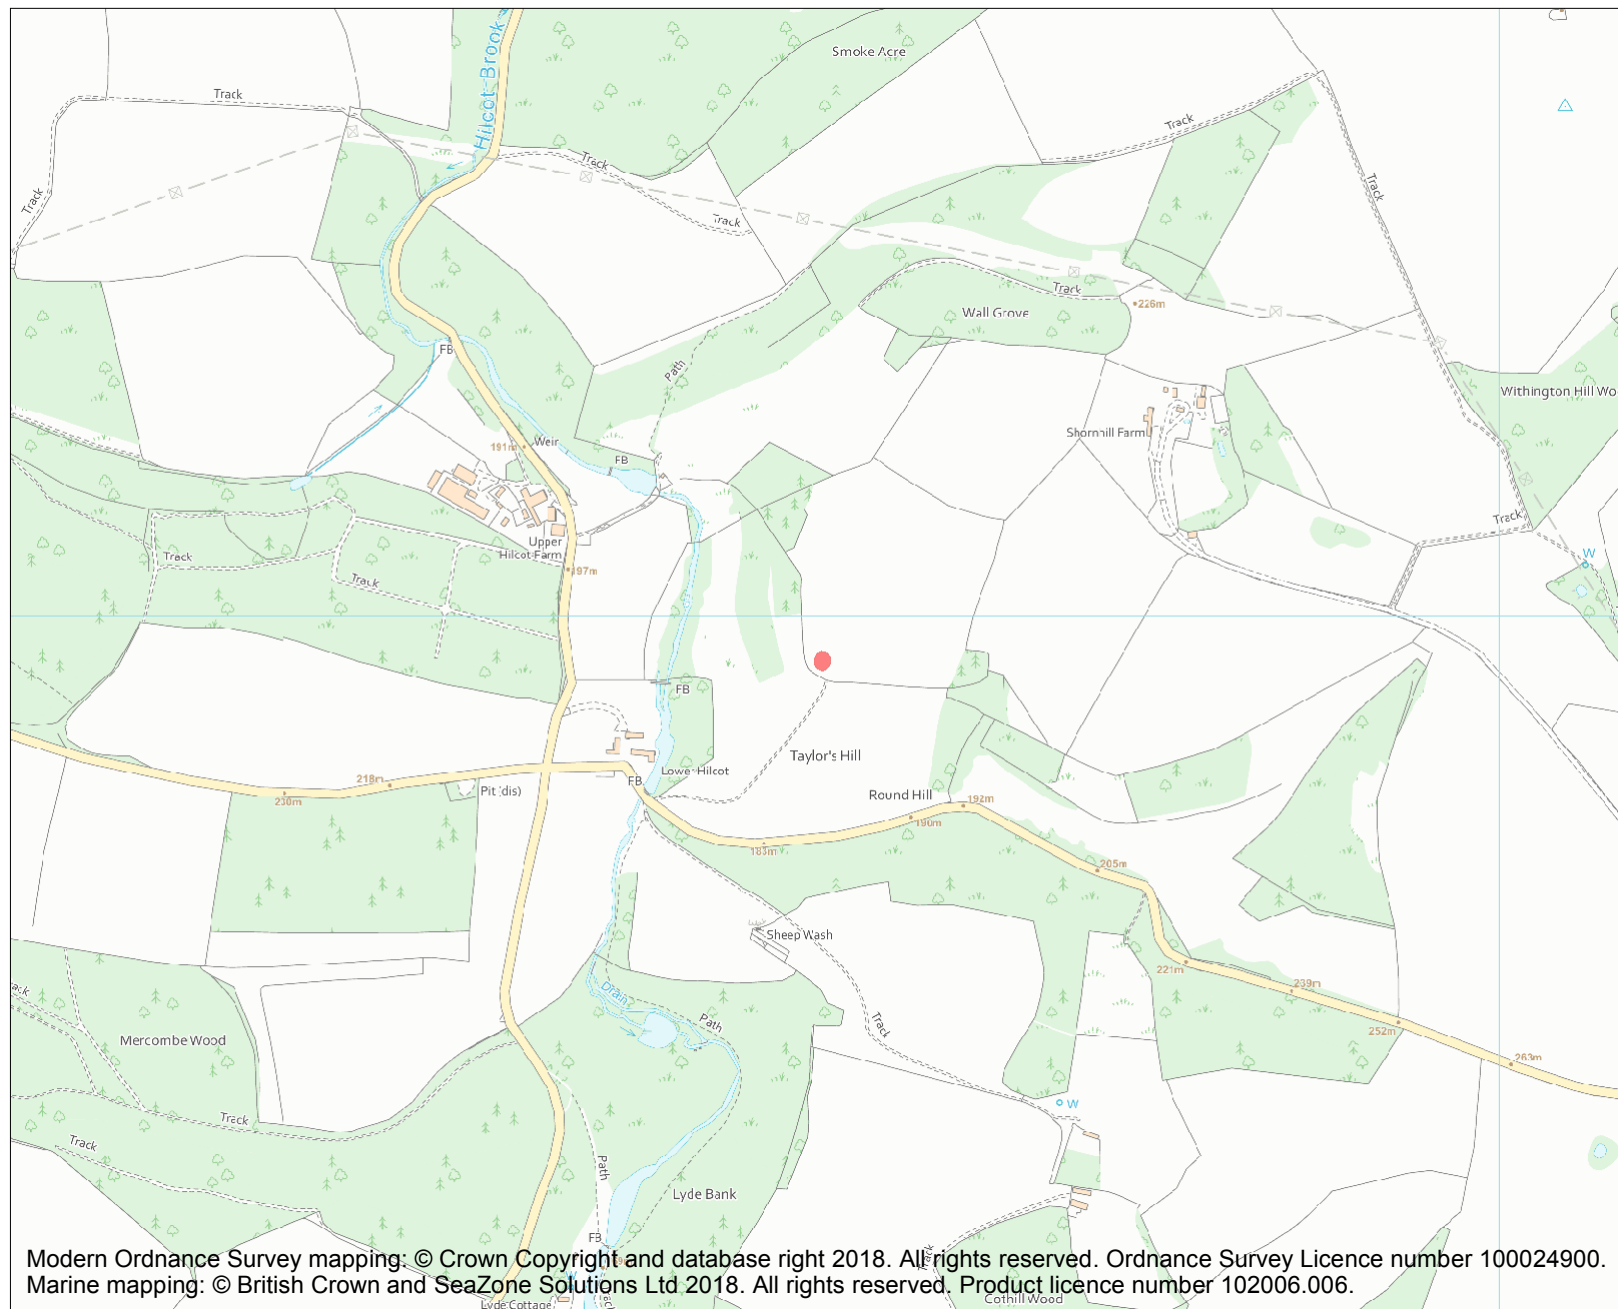 Hilcot Brook
Smoke Acre
Track
Track
Track
Track
Track
Track
Track
Track
Wall Grove
226m
FB
Path
Withington Hill Wo
Shornhill Farm
191m
Weir
FB
Upper
Hilcot Farm
Track
W
Track
Track
197m
FB
Taylor's Hill
Lower Hilcot
FB
218m
230m
Pit (dis)
Round Hill
192m
190m
183m
205m
Sheep Wash
221m
239m
Drain
Path
Track
252m
263m
Mercombe Wood
ack
W
Track
Track
Path
Lyde Bank
FB
Track
W
Track
Lyde Cottage
Cothill Wood
Modern Ordnance Survey mapping: © Crown Copyright and database right 2018. All rights reserved. Ordnance Survey Licence number 100024900.
Marine mapping: © British Crown and SeaZone Solutions Ltd 2018. All rights reserved. Product licence number 102006.006.